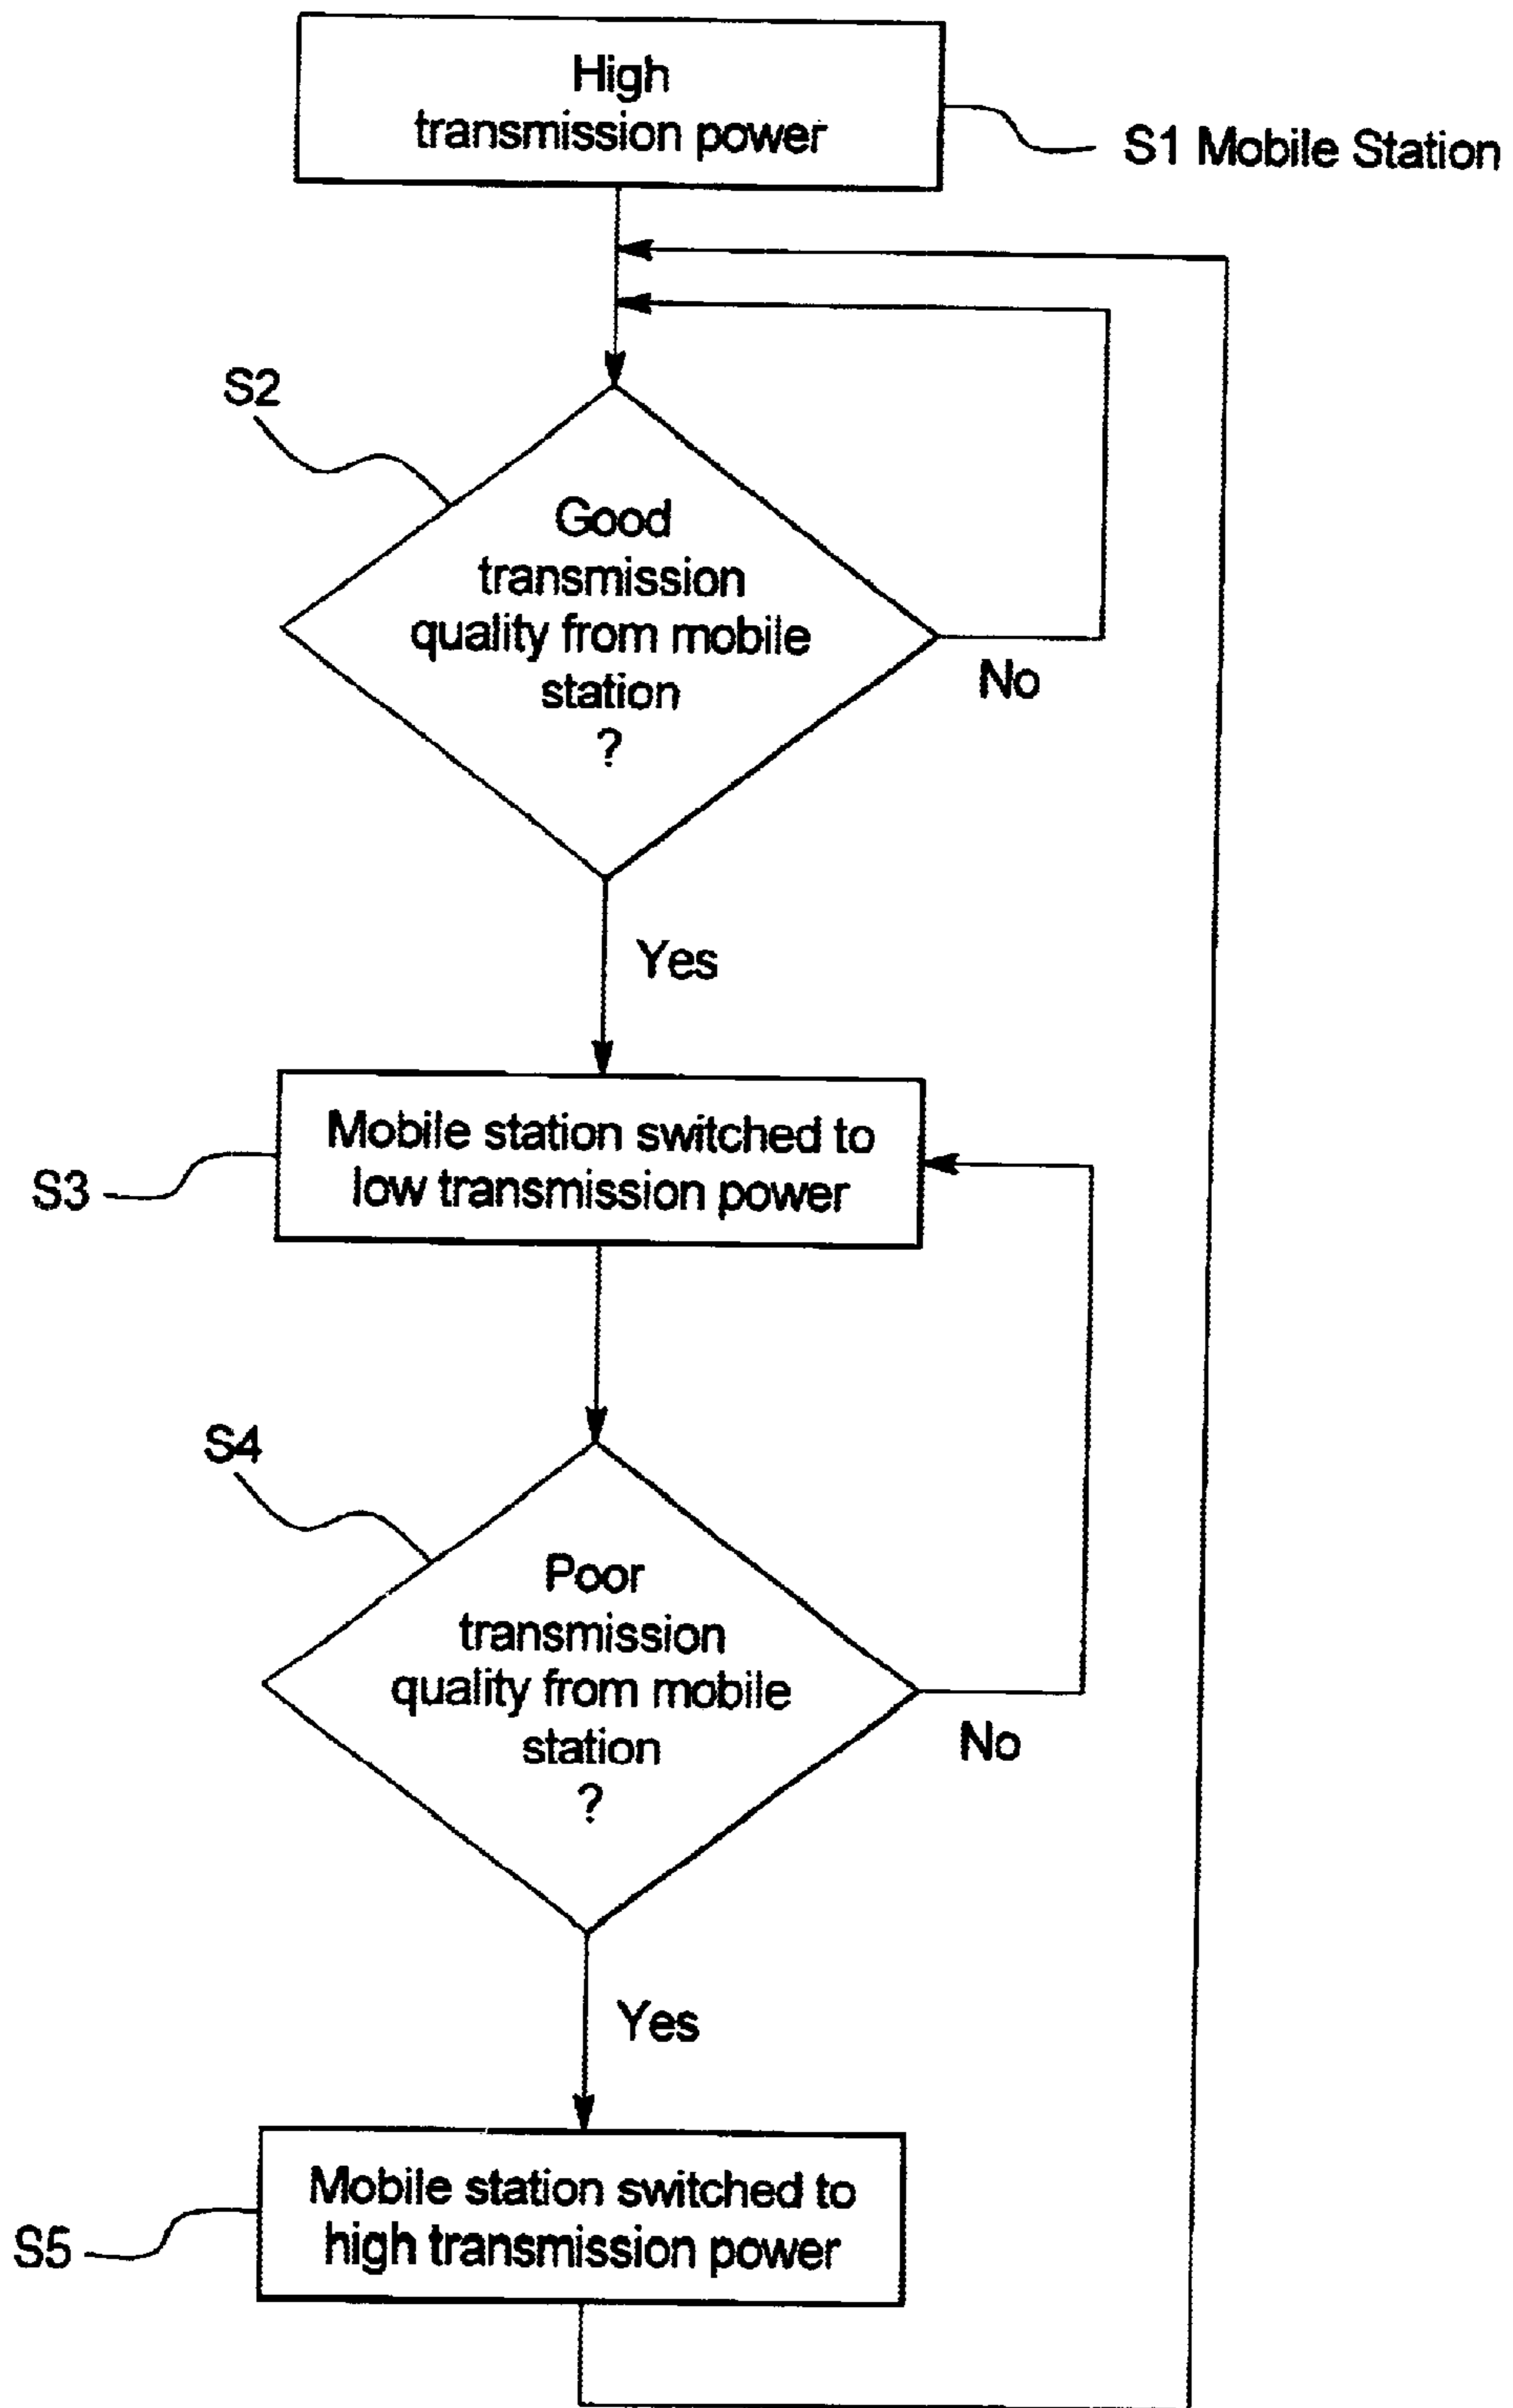 High
transmission power
S1 Mobile Station
S2
Good
transmission
quality from mobile
station
?
No
Yes
Mobile station switched to
low transmission power
S3
S4
Poor
transmission
quality from mobile
station
?
No
Yes
Mobile station switched to
high transmission power
S5